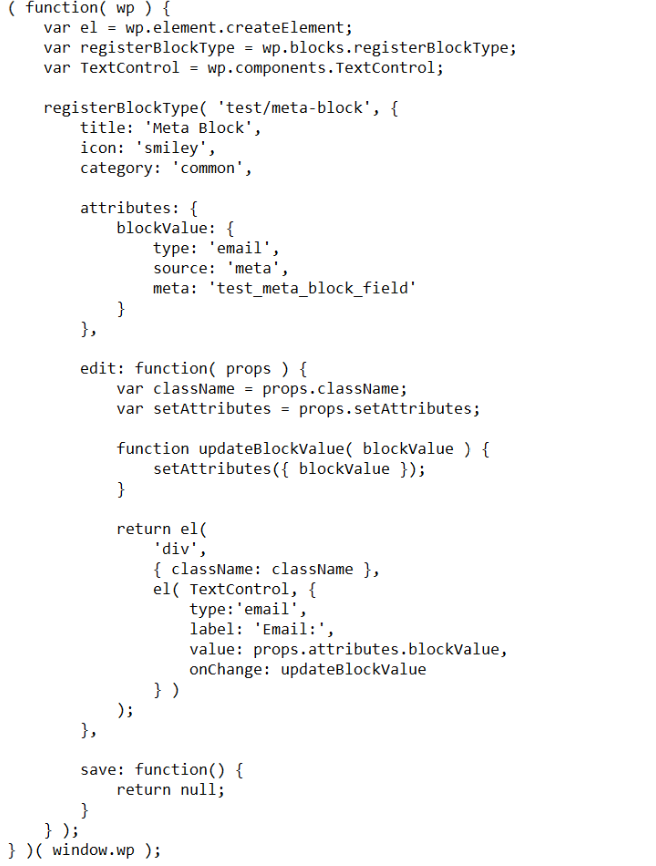 ( function( wp ) {
    var el = wp.element.createElement;
    var registerBlockType = wp.blocks.registerBlockType;
    var TextControl = wp.components.TextControl;

    registerBlockType( 'test/meta-block', {
        title: 'Meta Block',
        icon: 'smiley',
        category: 'common',

        attributes: {
            blockValue: {
                type: 'email',
                source: 'meta',
                meta: 'test_meta_block_field'
            }
        },

        edit: function( props ) {
            var className = props.className;
            var setAttributes = props.setAttributes;

            function updateBlockValue( blockValue ) {
                setAttributes({ blockValue });
            }

            return el(
                'div',
                { className: className },
                el( TextControl, {
                    type:'email',
                    label: 'Email:',
                    value: props.attributes.blockValue,
                    onChange: updateBlockValue
                } )
            );
        },

        save: function() {
            return null;
        }
    } );
} )( window.wp );